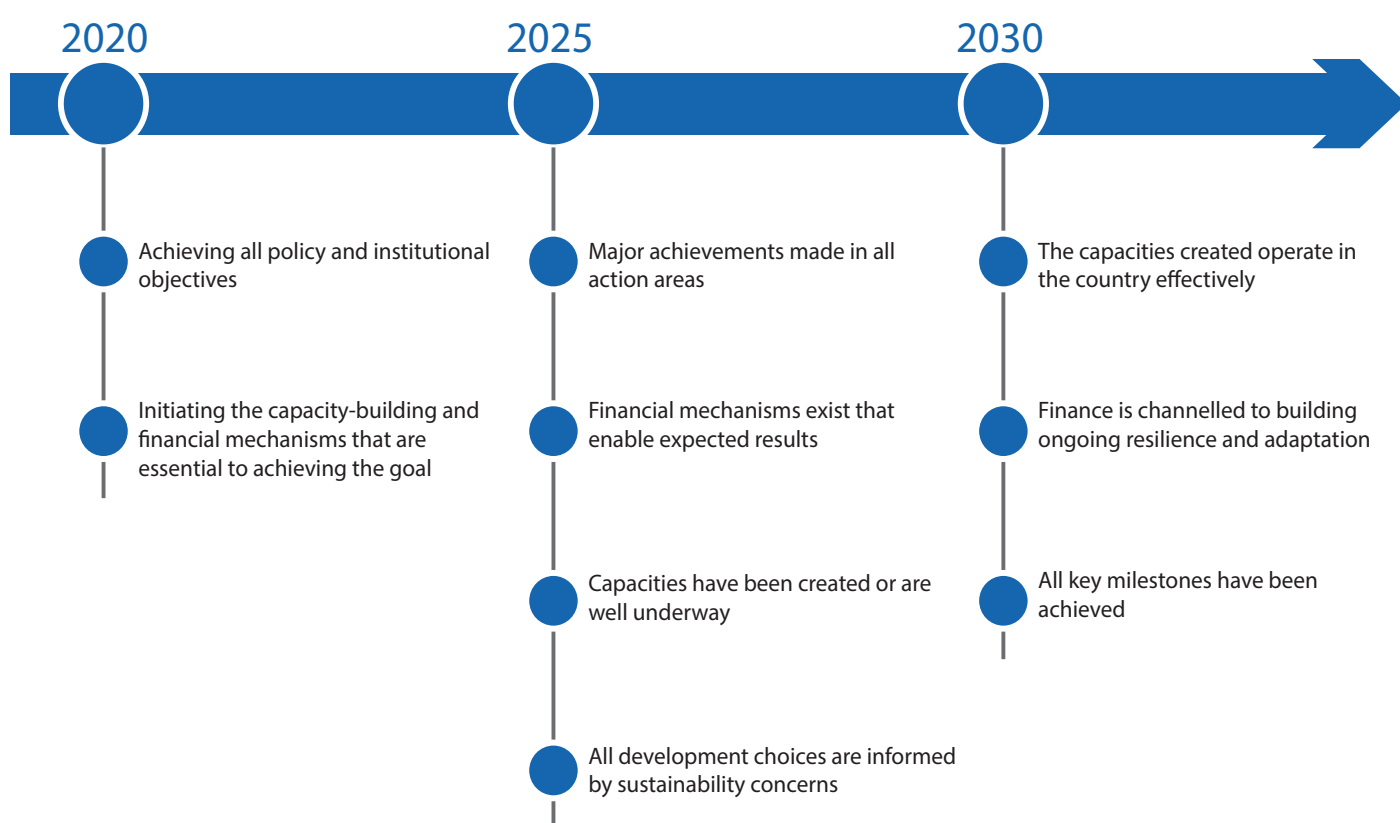 2020
Achieving all policy and institutional
objectives
Initiating the capacity-building and
financial mechanisms that are
essential to achieving the goal
2025
Major achievements made in all
action areas
Financial mechanisms exist that
enable expected results
Capacities have been created or are
well underway
All development choices are informed
by sustainability concerns
2030
The capacities created operate in
the country effectively
Finance is channelled to building
ongoing resilience and adaptation
All key milestones have been
achieved